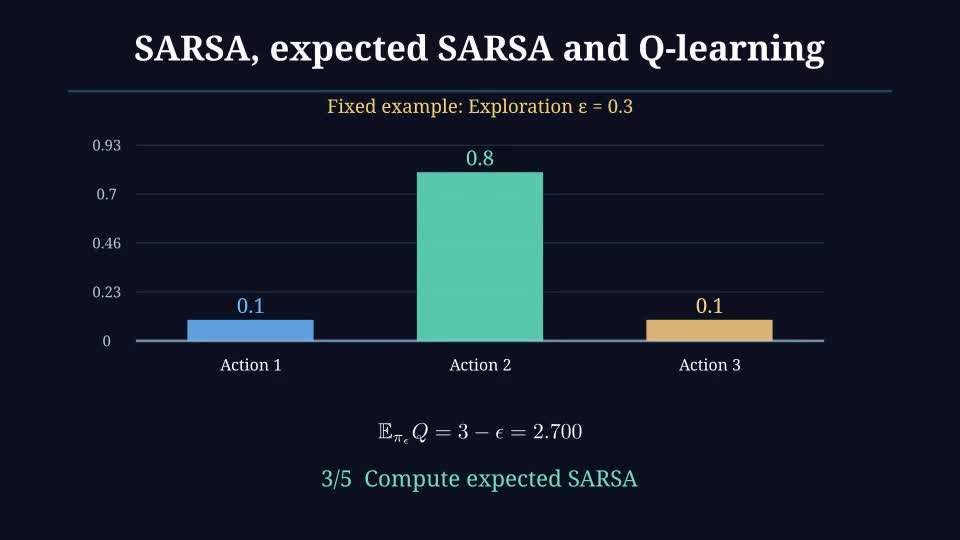 SARSA, expected SARSA and Q-learning
Fixed example: Exploration ε = 0.3
0.93
0.8
0.7
0.46
0.23
0.1
0.1
0
Action 1
Action 2
Action 3
𝔼_{π_ϵ} Q = 3 − ϵ = 2.700
3/5 Compute expected SARSA